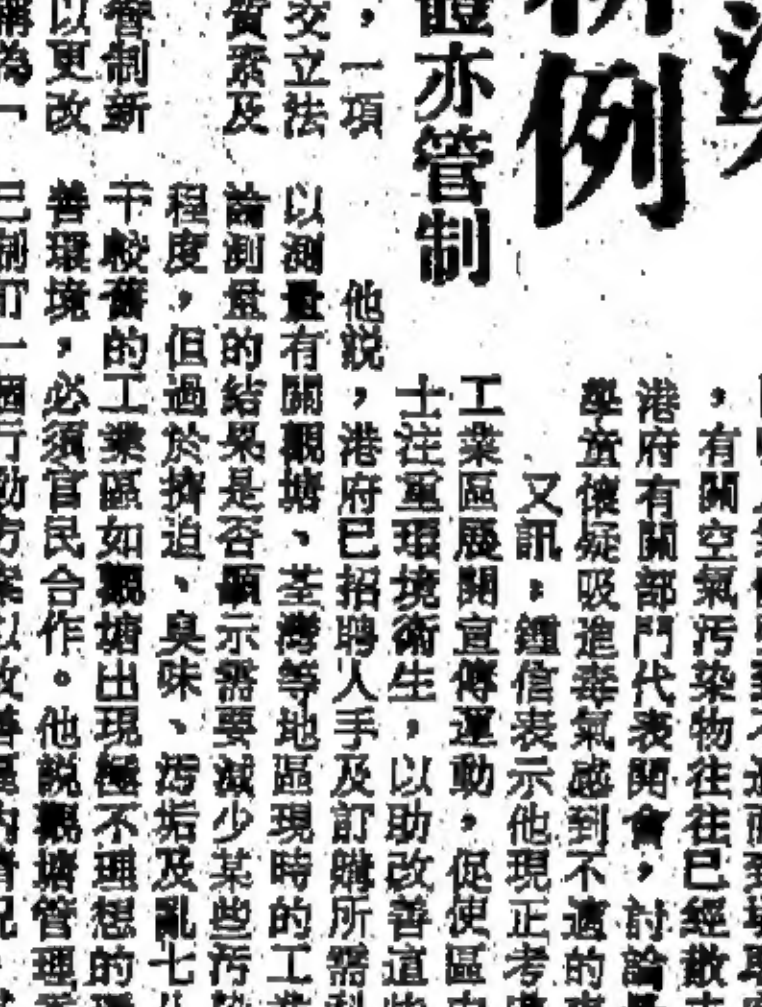 例
體亦管制
，有關空氣污染物往往已經散
港府有關部門代表開會，討論
學童懷疑吸進毒氣感到不適的
又訊：鍾信表示他現正考
工業區展開宣傳運動，促使區
士注重環境衞生，以助改善這些
，一項
他說，港府已招聘人手及訂購所需
交立法
以測量有關觀塘、荃灣等地區現時的工業
質素及
論測量的結果是否顯示需要減少某些污
程度，但過於擠迫、臭味、污垢及亂七
管制新
干較舊的工業區如觀塘出現極不理想的
以更改
善環境，必須官民合作。他說觀塘管理
稱為「
已制訂一個行動方案以改善區內情況